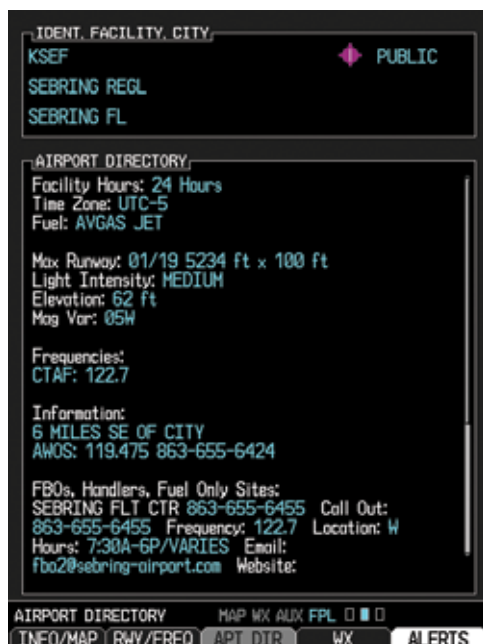 IDENT, FACILITY, CITY
KSEF PUBLIC
SEBRING REGL
SEBRING FL
AIRPORT DIRECTORY
Facility Hours: 24 Hours
Time Zone: UTC-5
Fuel: AVGAS JET
Max Runway: 01/19 5234 ft x 100 ft
Light Intensity: MEDIUM
Elevation: 62 ft
Mag Var: 05W
Frequencies:
CTAF: 122.7
Information:
6 MILES SE OF CITY
AWOS: 119.475 863-655-6424
FBOs, Handlers, Fuel Only Sites:
SEBRING FLT CTR 863-655-6455 Call Out:
863-655-6455 Frequency: 122.7 Location: W
Hours: 7:30A-6P/VARIES Email:
fbo2@sebring-airport.com Website:
AIRPORT DIRECTORY MAP WX AUX FPL
INFO/MAP RWY/FREQ APT DIR WX ALERTS